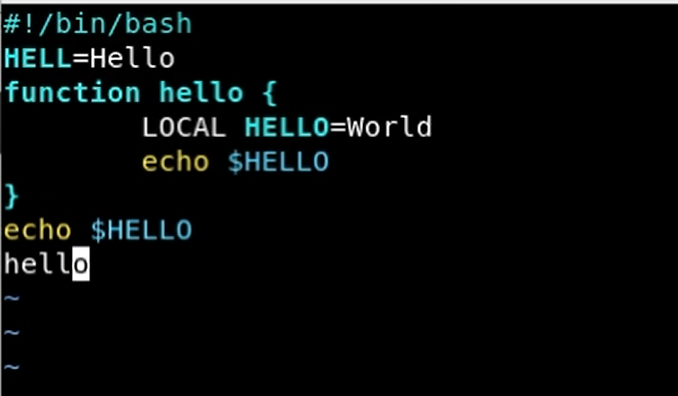 #!/bin/bash
HELL=Hello
function hello {
        LOCAL HELLO=World
        echo $HELLO
}
echo $HELLO
hello
~
~
~